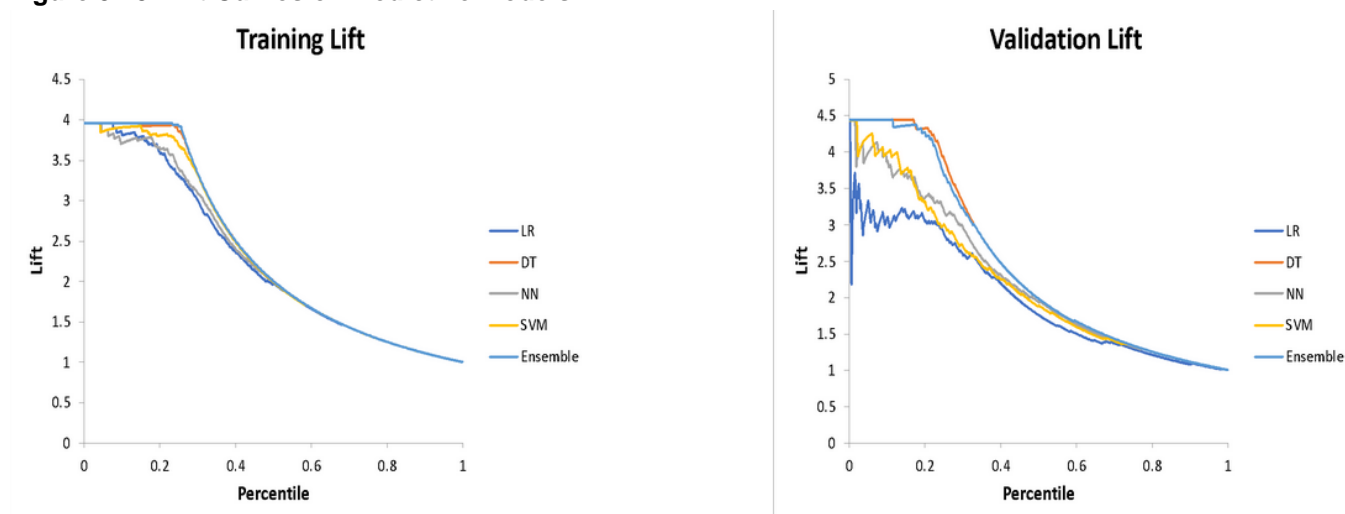 Training Lift
4.5
4
3.5
3
2.5
2
1.5
1
0.5
0
Lift
0
0.2
0.4
0.6
0.8
1
Percentile
LR
DT
NN
SVM
Ensemble
Validation Lift
5
4.5
4
3.5
3
2.5
2
1.5
1
0.5
0
Lift
0
0.2
0.4
0.6
0.8
1
Percentile
LR
DT
NN
SVM
Ensemble